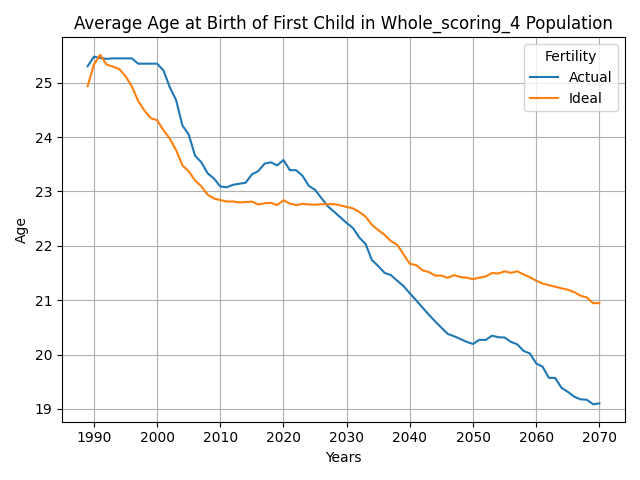 Average Age at Birth of First Child in Whole_scoring_4 Population
Fertility
Actual
Ideal
Age
25
24
23
22
21
20
19
1990 2000 2010 2020 2030 2040 2050 2060 2070
Years